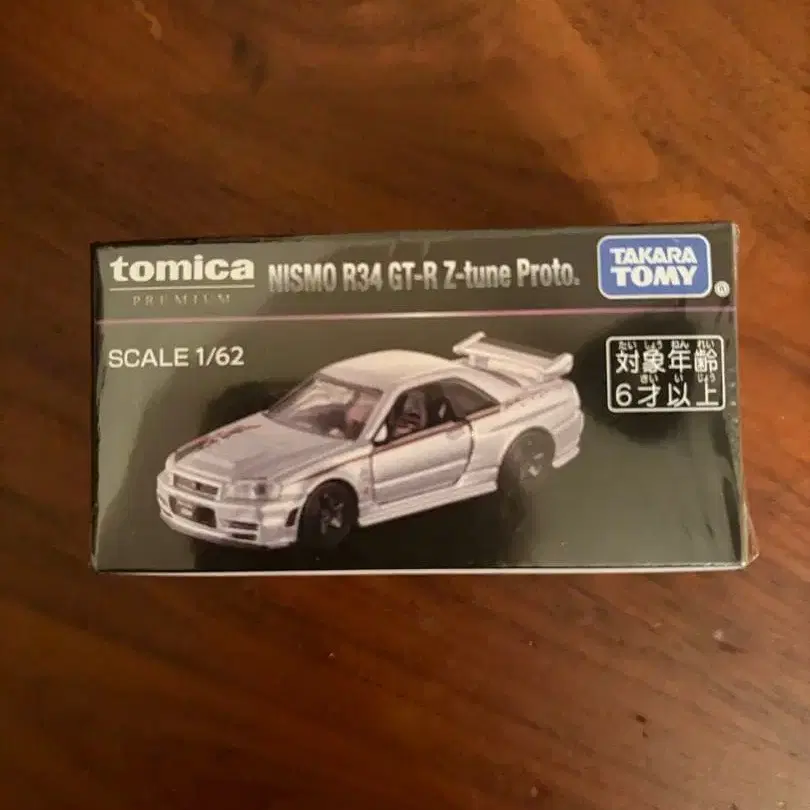 tomica
PREMIUM
NISMO R34 GT-R Z-tune Proto.
TAKARA
TOMY
®
SCALE 1/62
たいしょうねんれい
対象年齢
さいいじょう
6才以上